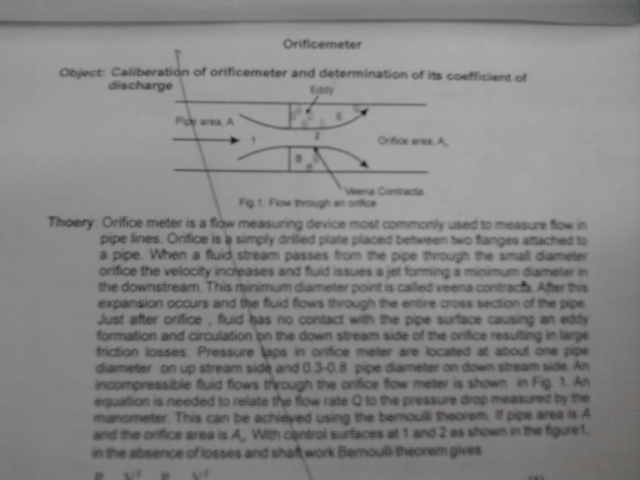 Orificemeter
Object: Caliberation of orificemeter and determination of its coefficient of
discharge
Eddy
Pipe area, A
1
2
Orifice area, Aₒ
Veena Contracta
Fig.1: Flow through an orifice
Thoery: Orifice meter is a flow measuring device most commonly used to measure flow in
pipe lines. Orifice is a simply drilled plate placed between two flanges attached to
a pipe. When a fluid stream passes from the pipe through the small diameter
orifice the velocity increases and fluid issues a jet forming a minimum diameter in
the downstream. This minimum diameter point is called veena contracta. After this
expansion occurs and the fluid flows through the entire cross section of the pipe.
Just after orifice , fluid has no contact with the pipe surface causing an eddy
formation and circulation on the down stream side of the orifice resulting in large
friction losses. Pressure taps in orifice meter are located at about one pipe
diameter on up stream side and 0.3-0.8 pipe diameter on down stream side. An
incompressible fluid flows through the orifice flow meter is shown in Fig. 1. An
equation is needed to relate the flow rate Q to the pressure drop measured by the
manometer. This can be achieved using the bernoulli theorem. If pipe area is A
and the orifice area is Aₒ. With control surfaces at 1 and 2 as shown in the figure1,
in the absence of losses and shaft work Bernoulli theorem gives